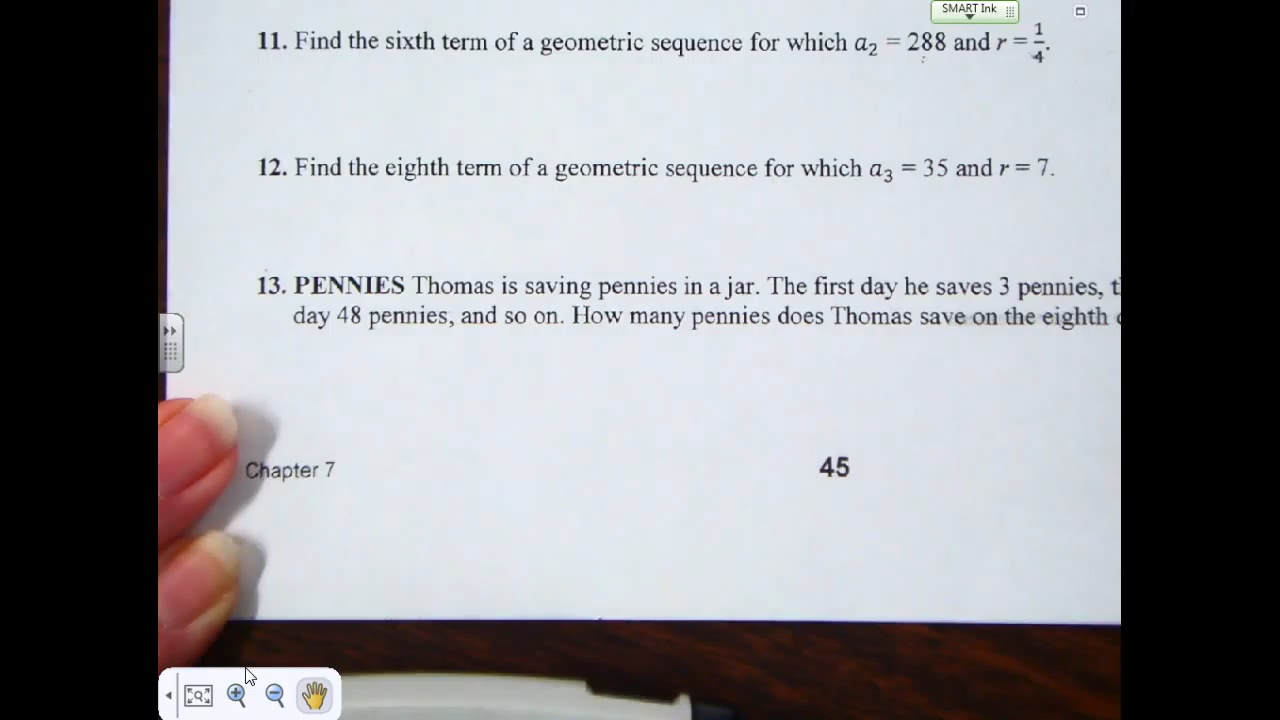 SMART Ink
11. Find the sixth term of a geometric sequence for which a₂ = 288 and r = 1/4.
12. Find the eighth term of a geometric sequence for which a₃ = 35 and r = 7.
13. PENNIES Thomas is saving pennies in a jar. The first day he saves 3 pennies,
day 48 pennies, and so on. How many pennies does Thomas save on the eighth
Chapter 7
45